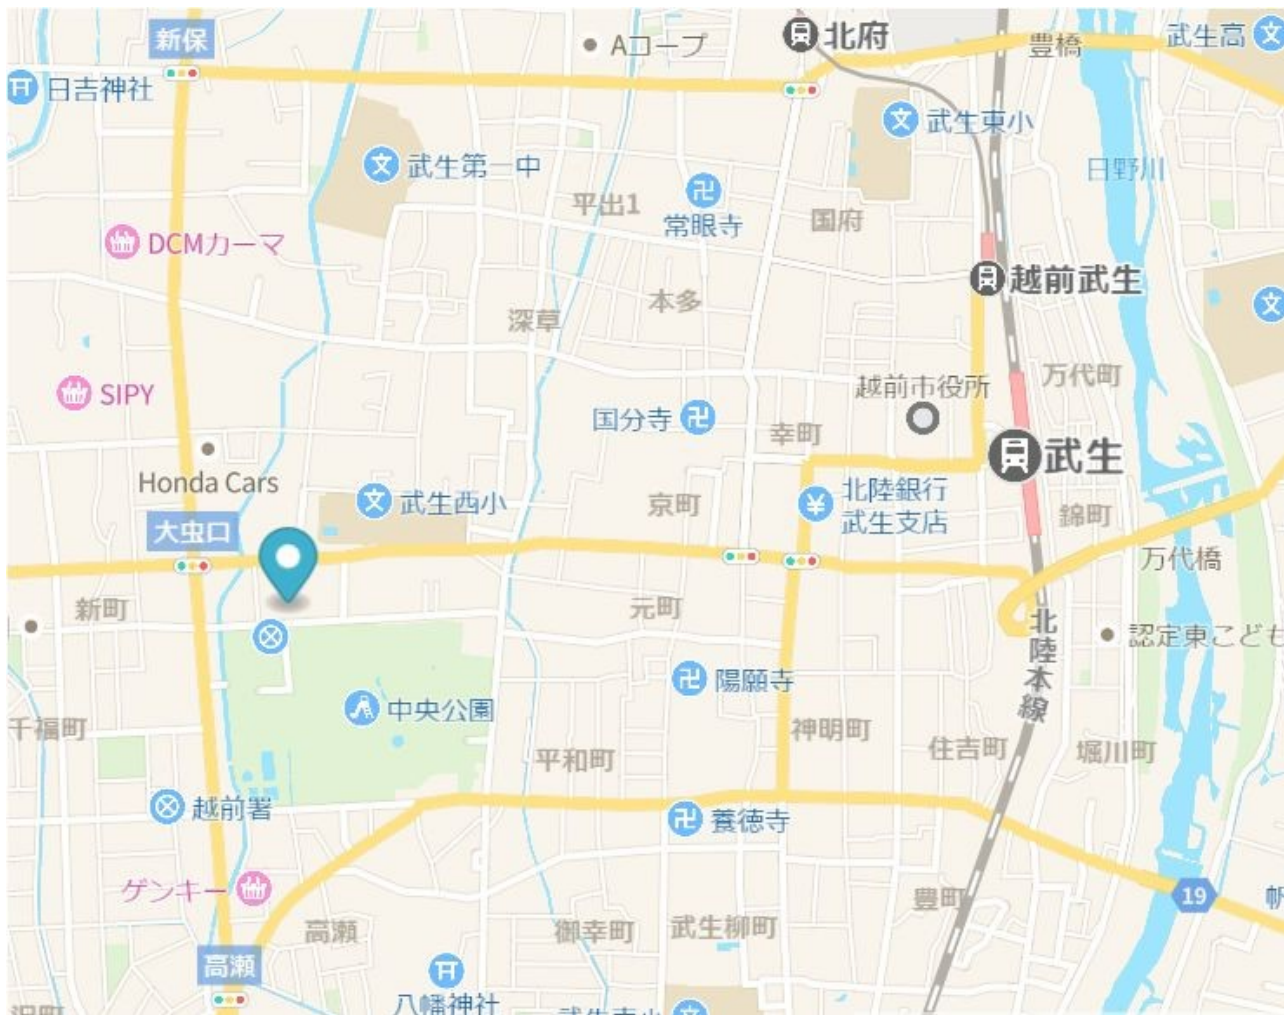 新保
Aコープ
北府
豊橋
武生高
日吉神社
武生第一中
武生東小
日野川
平出1
常眼寺
国府
DCMカーマ
越前武生
本多
深草
万代町
SIPY
越前市役所
国分寺
幸町
武生
Honda Cars
武生西小
京町
北陸銀行
武生支店
錦町
大虫口
万代橋
新町
元町
北陸本線
認定東こども
陽願寺
中央公園
千福町
平和町
神明町
住吉町
堀川町
越前署
養徳寺
ゲンキー
19
帆
豊町
高瀬
御幸町
武生柳町
高瀬
八幡神社